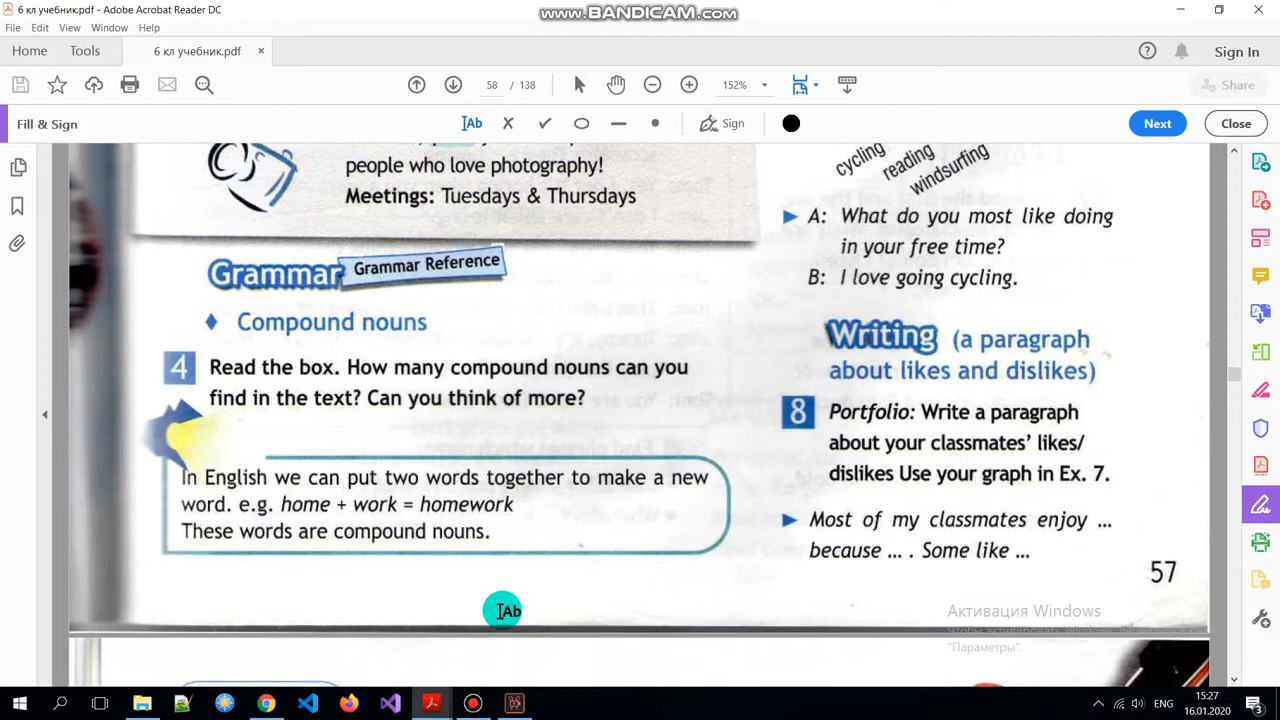 6 кл учебник.pdf - Adobe Acrobat Reader DC
www.BANDICAM.com
File Edit View Window Help
Home Tools 6 кл учебник.pdf × Sign In
58 / 138 152% Share
Fill & Sign Ab Sign Next Close
people who love photography!
Meetings: Tuesdays & Thursdays
Grammar Grammar Reference
Compound nouns
4 Read the box. How many compound nouns can you
find in the text? Can you think of more?
In English we can put two words together to make a new
word. e.g. home + work = homework
These words are compound nouns.
Ab
cycling
reading
windsurfing
A: What do you most like doing
in your free time?
B: I love going cycling.
Writing (a paragraph
about likes and dislikes)
8 Portfolio: Write a paragraph
about your classmates' likes/
dislikes Use your graph in Ex. 7.
Most of my classmates enjoy ...
because ... . Some like ...
57
Активация Windows
"Параметры".
ENG 15:27
16.01.2020
3